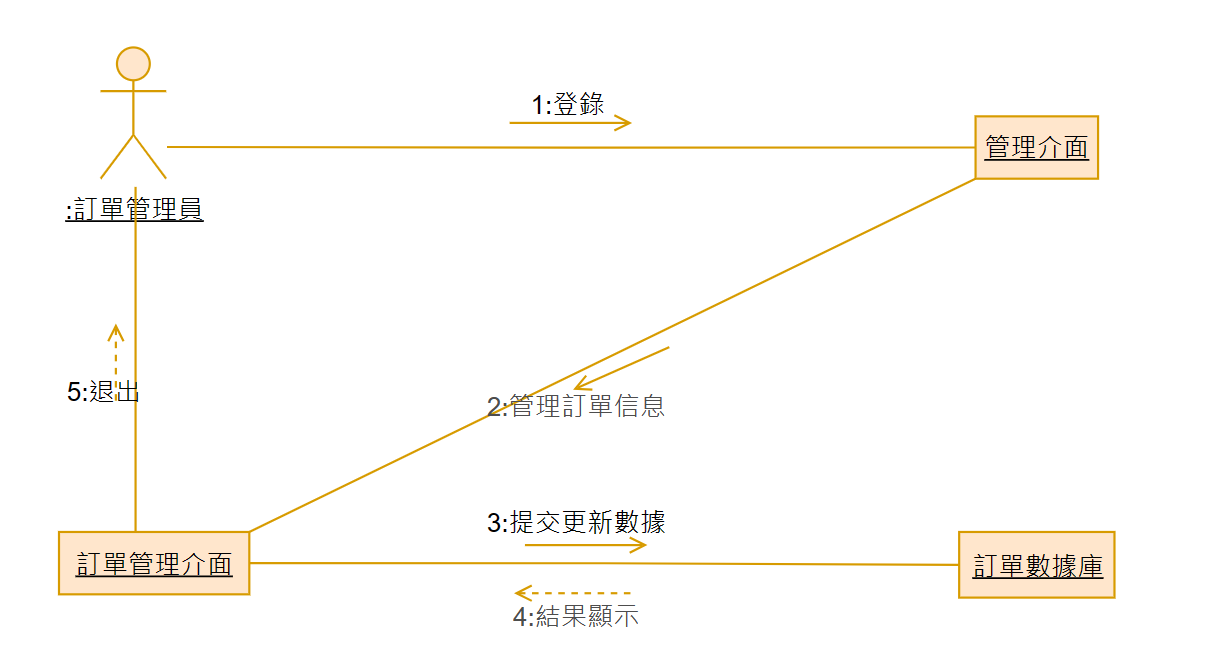 1:登錄
管理介面
:訂單管理員
5:退出
2:管理訂單信息
3:提交更新數據
訂單管理介面
訂單數據庫
4:結果顯示